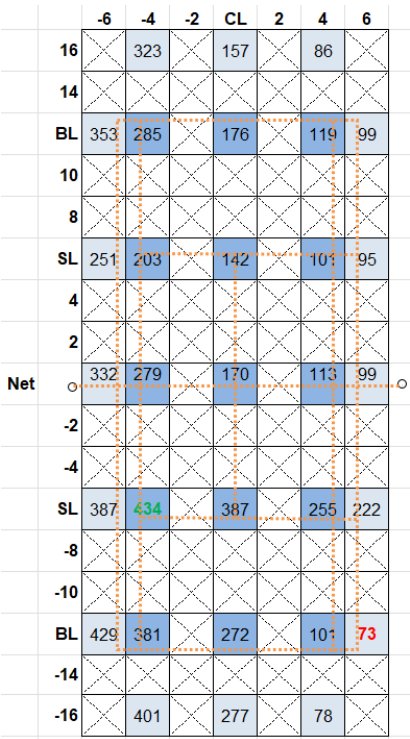 -6 -4 -2 CL 2 4 6
16 323 157 86
14
BL 353 285 176 119 99
10
8
SL 251 203 142 101 95
4
2
Net 332 279 170 113 99
-2
-4
SL 387 434 387 255 222
-8
-10
BL 429 381 272 101 73
-14
-16 401 277 78